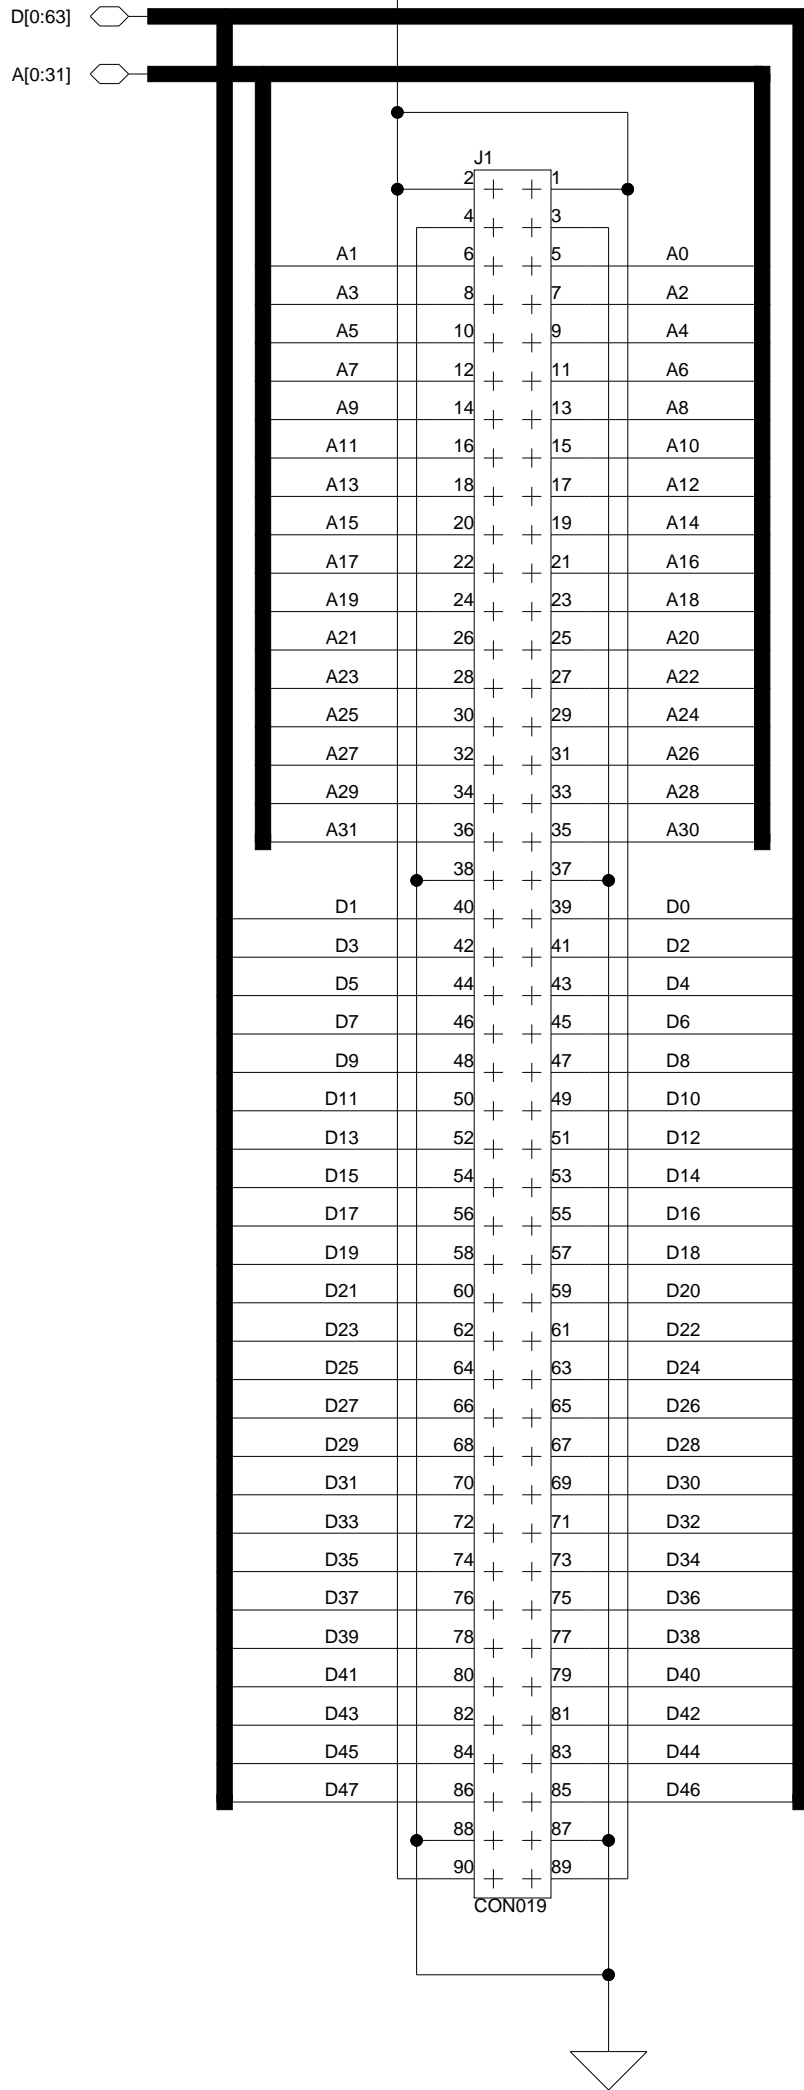 D[0:63]
A[0:31]
J1
2 1
4 3
A1 6 5 A0
A3 8 7 A2
A5 10 9 A4
A7 12 11 A6
A9 14 13 A8
A11 16 15 A10
A13 18 17 A12
A15 20 19 A14
A17 22 21 A16
A19 24 23 A18
A21 26 25 A20
A23 28 27 A22
A25 30 29 A24
A27 32 31 A26
A29 34 33 A28
A31 36 35 A30
38 37
D1 40 39 D0
D3 42 41 D2
D5 44 43 D4
D7 46 45 D6
D9 48 47 D8
D11 50 49 D10
D13 52 51 D12
D15 54 53 D14
D17 56 55 D16
D19 58 57 D18
D21 60 59 D20
D23 62 61 D22
D25 64 63 D24
D27 66 65 D26
D29 68 67 D28
D31 70 69 D30
D33 72 71 D32
D35 74 73 D34
D37 76 75 D36
D39 78 77 D38
D41 80 79 D40
D43 82 81 D42
D45 84 83 D44
D47 86 85 D46
88 87
90 89
CON019